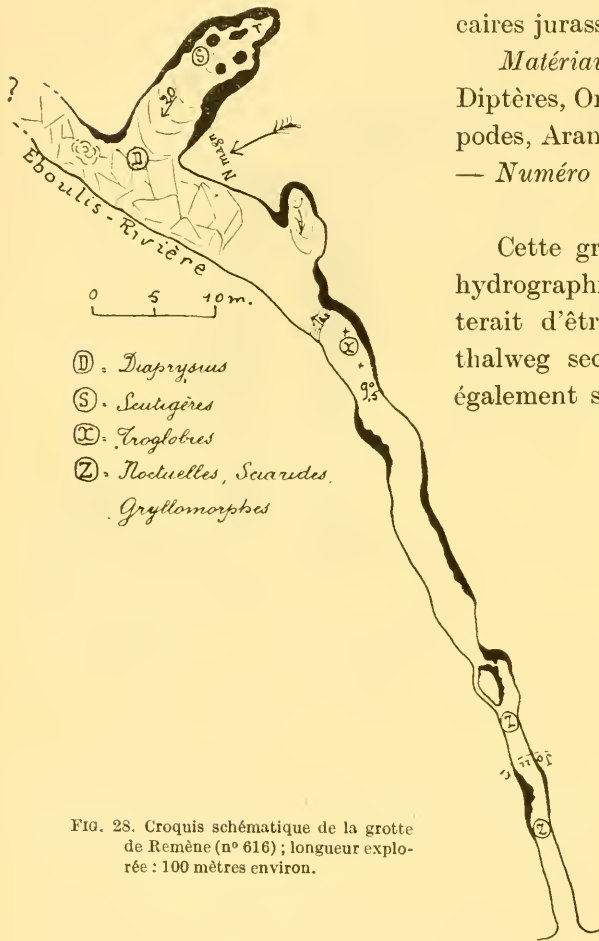 caires jurass
Matériau
Diptères, Or
podes, Aran
— Numéro
Cette gr
hydrographi
terait d'êtr
thalweg sec
également s
?
S
T
20
N magn
D
Eboulis-Rivière
0 5 10 m.
X
9°5
D = Diaprysius
S = Scutigères
X = Troglobies
Z = Noctuelles, Sciarides,
Gryllomorphes
Z
Z
FIG. 28. Croquis schématique de la grotte
de Remène (nº 616) ; longueur explo-
rée : 100 mètres environ.